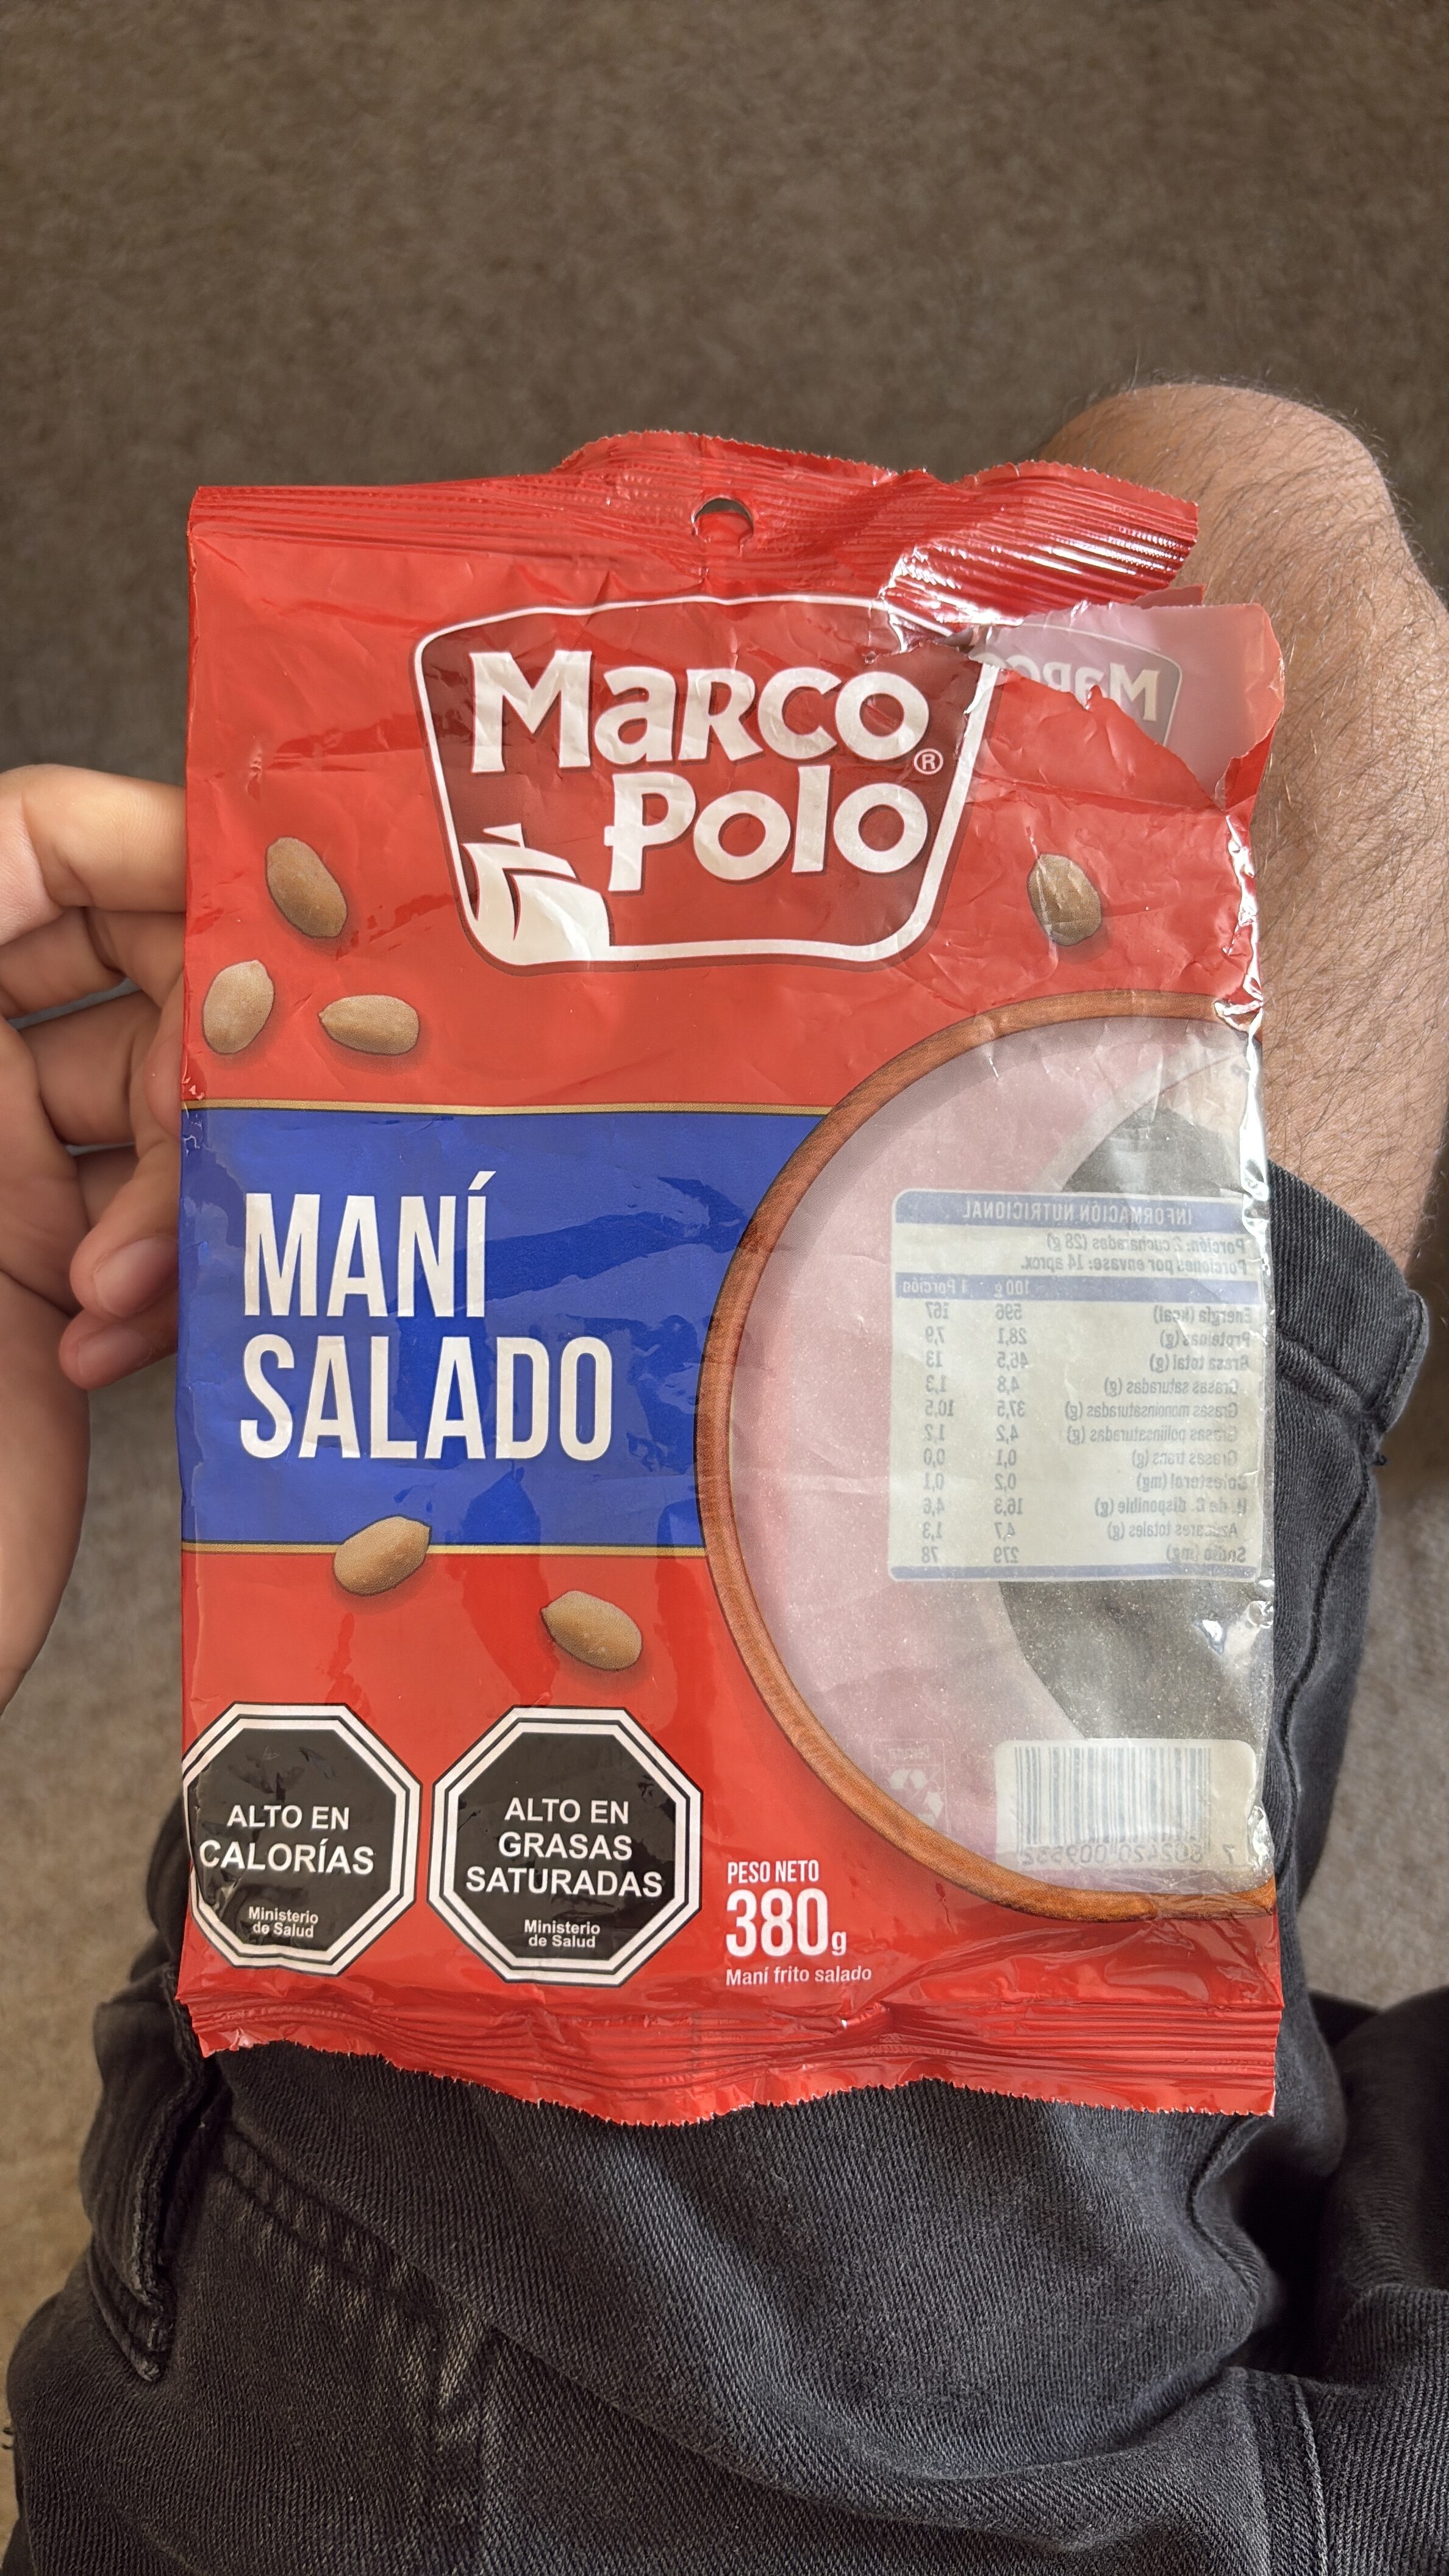 MARCO
POLO®
MARCO
MANÍ
SALADO
INFORMACIÓN NUTRICIONAL
Porción: 2 cucharadas (28 g)
Porciones por envase: 14 aprox.
100 g 1 Porción
Energía (kcal) 596 167
Proteínas (g) 28,1 7,9
Grasa total (g) 46,5 13
Grasas saturadas (g) 4,8 1,3
Grasas monoinsaturadas (g) 37,5 10,5
Grasas poliinsaturadas (g) 4,2 1,2
Grasas trans (g) 0,1 0,0
Colesterol (mg) 0,2 0,1
H. de C. disponible (g) 16,3 4,6
Azúcares totales (g) 4,7 1,3
Sodio (mg) 279 78
ALTO EN
CALORÍAS
Ministerio
de Salud
ALTO EN
GRASAS
SATURADAS
Ministerio
de Salud
PESO NETO
380g
Maní frito salado